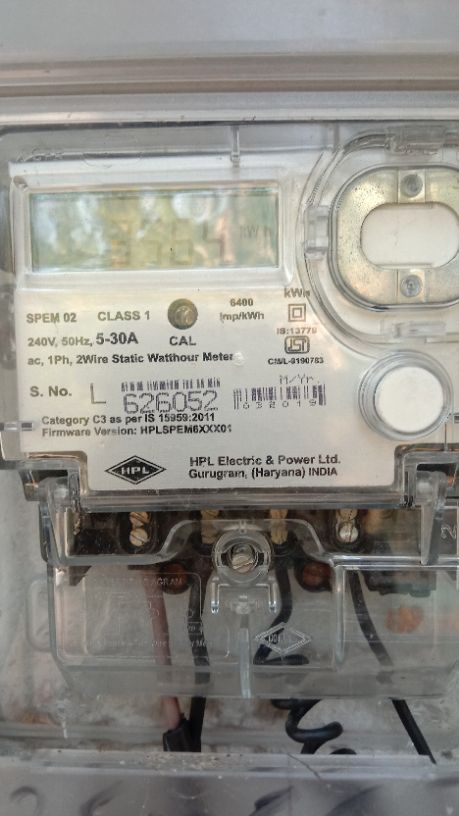 kWh
SPEM 02 CLASS 1
6400
imp/kWh
kWh
240V, 50Hz, 5-30A CAL
IS:13779
ac, 1Ph, 2Wire Static Watthour Meter
CM/L-9190783
M/Yr.
S. No. L 626052 032019
Category C3 as per IS 15959:2011
Firmware Version: HPLSPEM6XXX01
HPL
HPL Electric & Power Ltd.
Gurugram, (Haryana) INDIA